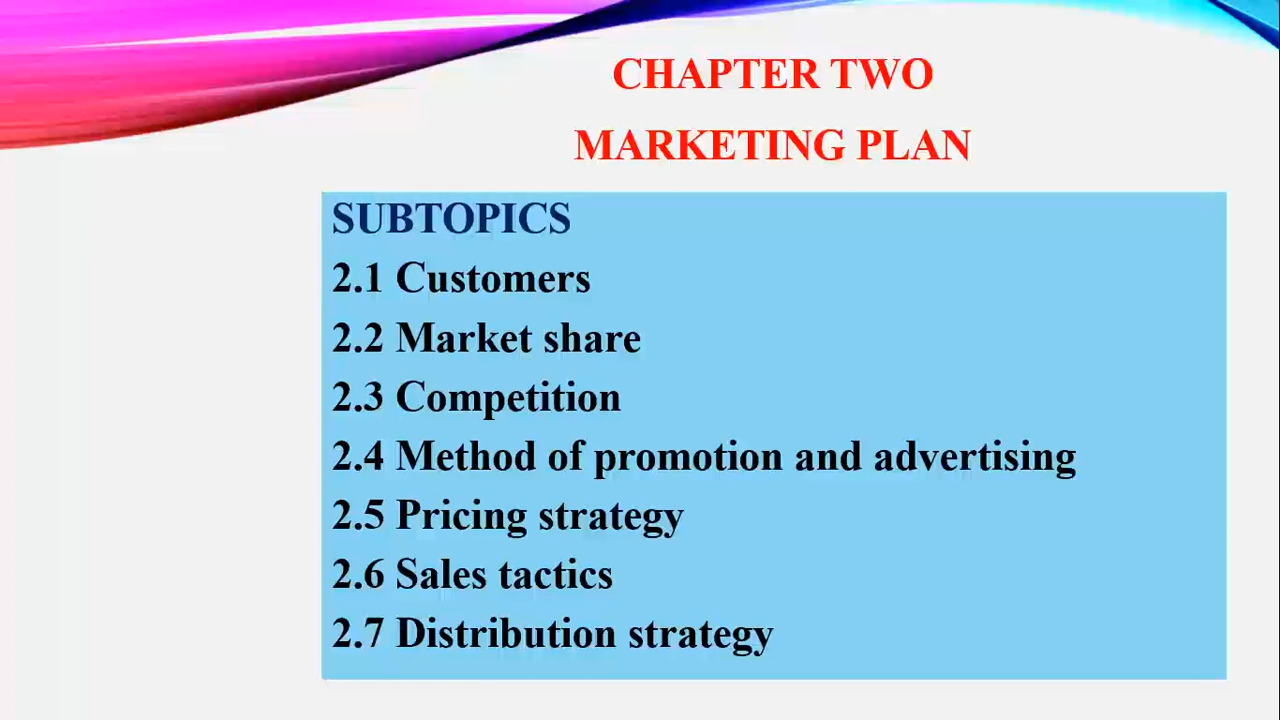 CHAPTER TWO
MARKETING PLAN
SUBTOPICS
2.1 Customers
2.2 Market share
2.3 Competition
2.4 Method of promotion and advertising
2.5 Pricing strategy
2.6 Sales tactics
2.7 Distribution strategy